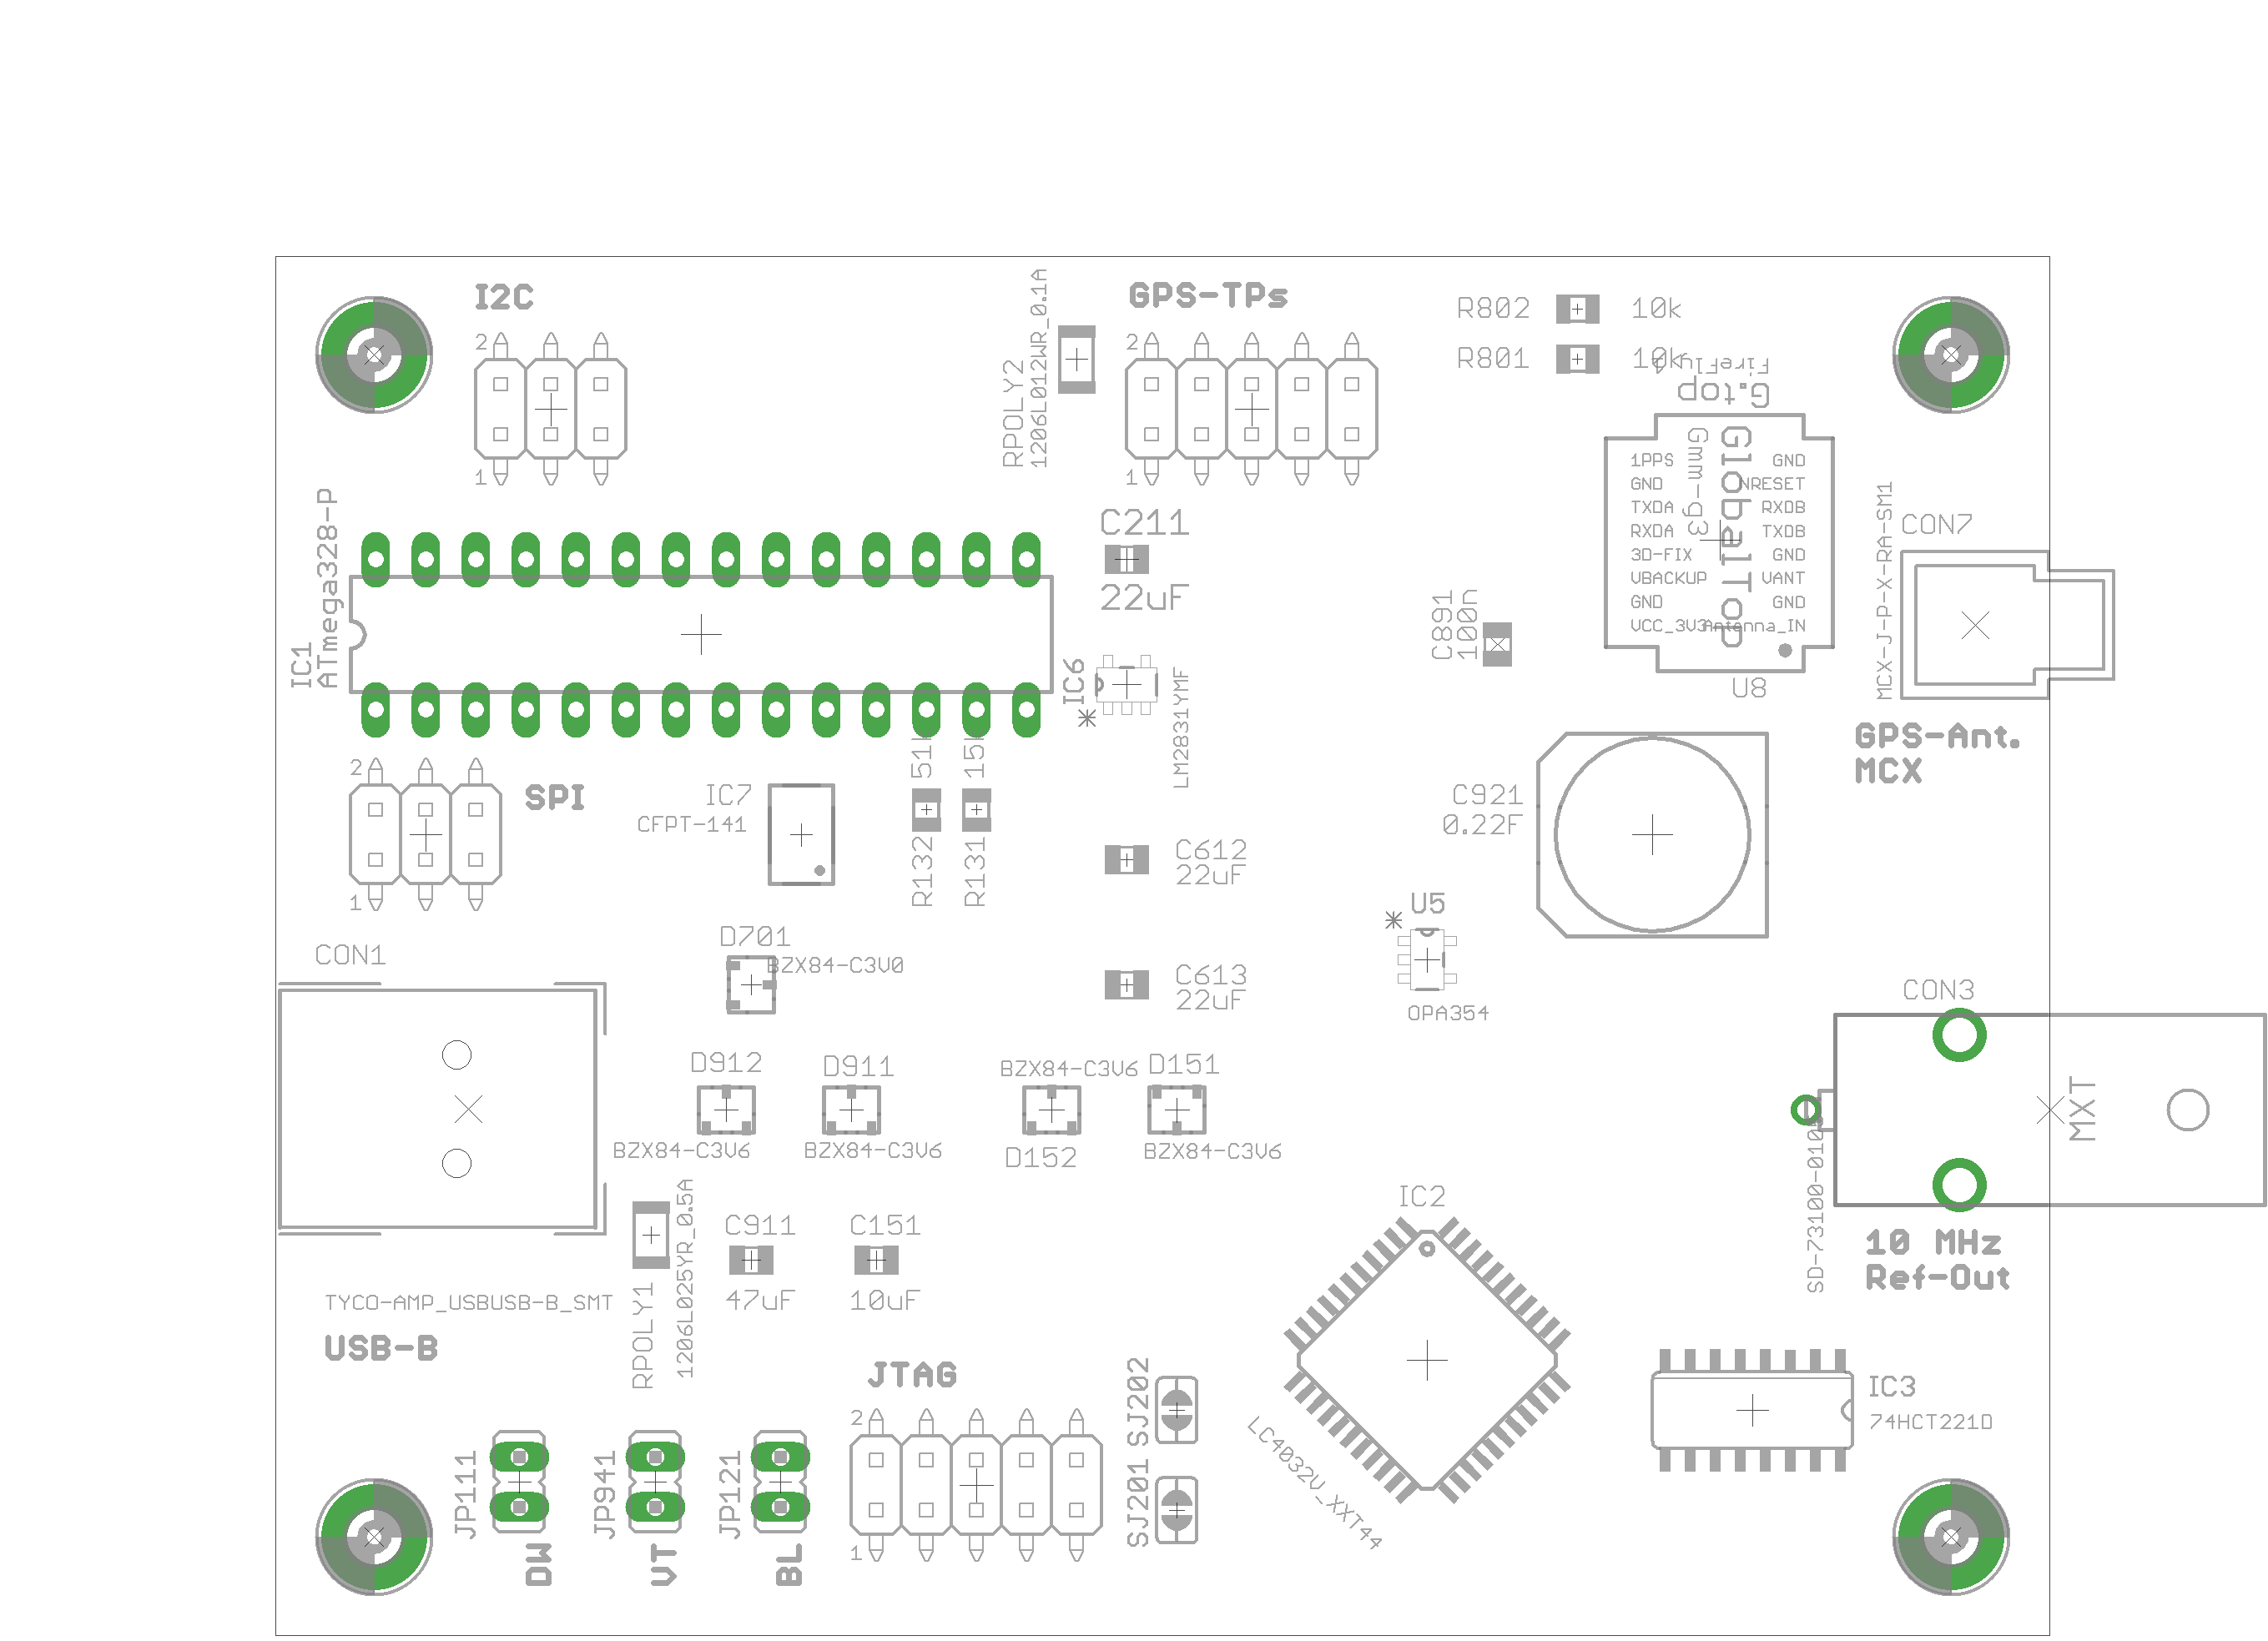 I2C
2
1
RPOLY2
1206L012WR_0.1A
GPS-TPs
2
1
R802
10k
R801
10k
FireFly
G.top
GlobalTop
Gmm-g3
1PPS
GND
GND
NRESET
TXDA
RXDB
RXDA
TXDB
3D-FIX
GND
VBACKUP
VANT
GND
GND
VCC_3V3
Antenna_IN
U8
MCX-J-P-X-RA-SM1
CON7
GPS-Ant.
MCX
IC1
ATmega328-P
C211
22uF
C891
100n
IC6
LM2831YMF
2
1
SPI
IC7
CFPT-141
R132
R131
C612
22uF
C921
0.22F
CON1
D701
BZX84-C3V0
C613
22uF
U5
OPA354
CON3
MXT
D912
BZX84-C3V6
D911
BZX84-C3V6
BZX84-C3V6
D152
D151
BZX84-C3V6
10 MHz
Ref-Out
TYCO-AMP_USBUSB-B_SMT
USB-B
RPOLY1
1206L025YR_0.5A
C911
47uF
C151
10uF
IC2
LC4032V_XXT44
IC3
74HCT221D
JTAG
2
1
SJ202
SJ201
JP111
DW
JP941
VT
JP121
BL